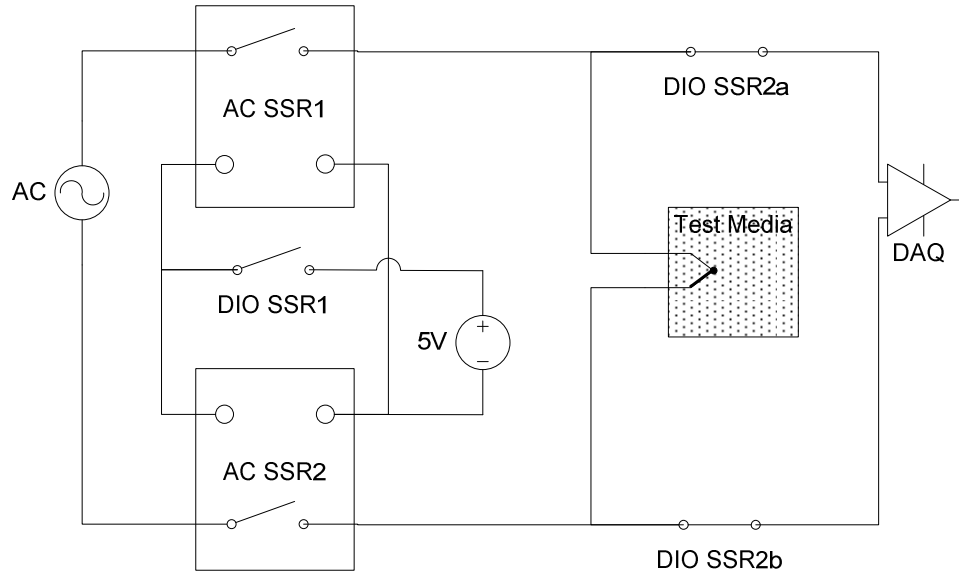 AC SSR1
DIO SSR2a
AC
Test Media
DAQ
DIO SSR1
5V
+
−
AC SSR2
DIO SSR2b